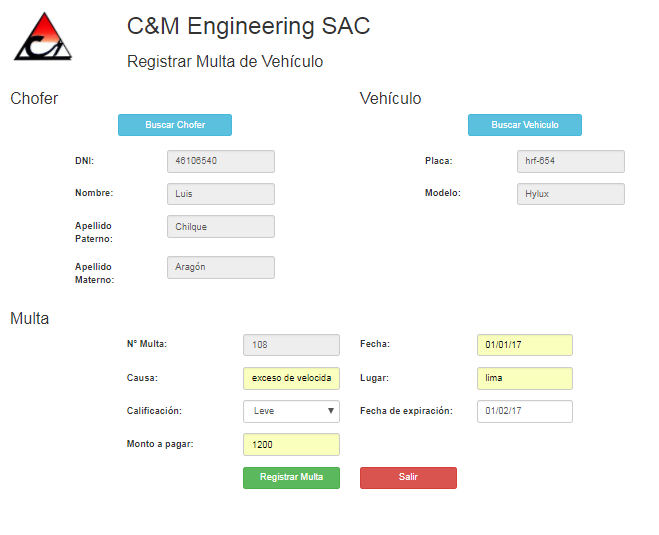 C&M Engineering SAC
Registrar Multa de Vehículo
Chofer
Buscar Chofer
DNI: 46106540
Nombre: Luis
Apellido Paterno: Chilque
Apellido Materno: Aragón
Vehículo
Buscar Vehículo
Placa: hrf-654
Modelo: Hylux
Multa
N° Multa: 108 Fecha: 01/01/17
Causa: exceso de velocida Lugar: lima
Calificación: Leve Fecha de expiración: 01/02/17
Monto a pagar: 1200
Registrar Multa Salir